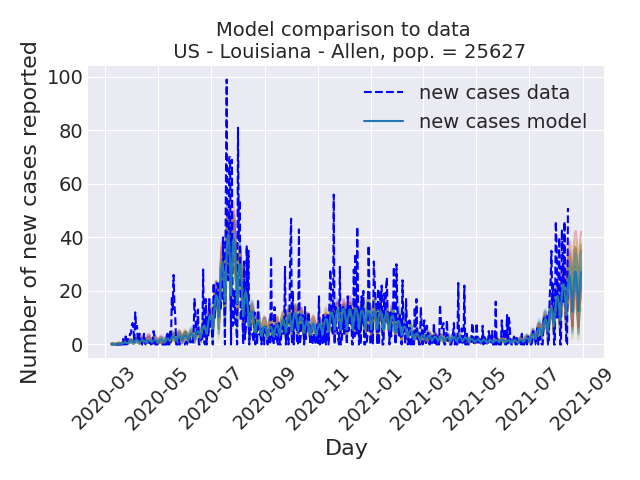 Model comparison to data
US - Louisiana - Allen, pop. = 25627
Number of new cases reported
100
80
60
40
20
0
new cases data
new cases model
2020-03
2020-05
2020-07
2020-09
2020-11
2021-01
2021-03
2021-05
2021-07
2021-09
Day